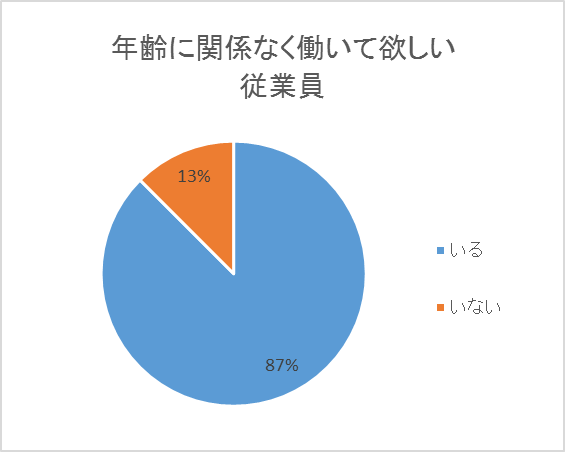 年齢に関係なく働いて欲しい
従業員
13%
いる
いない
87%